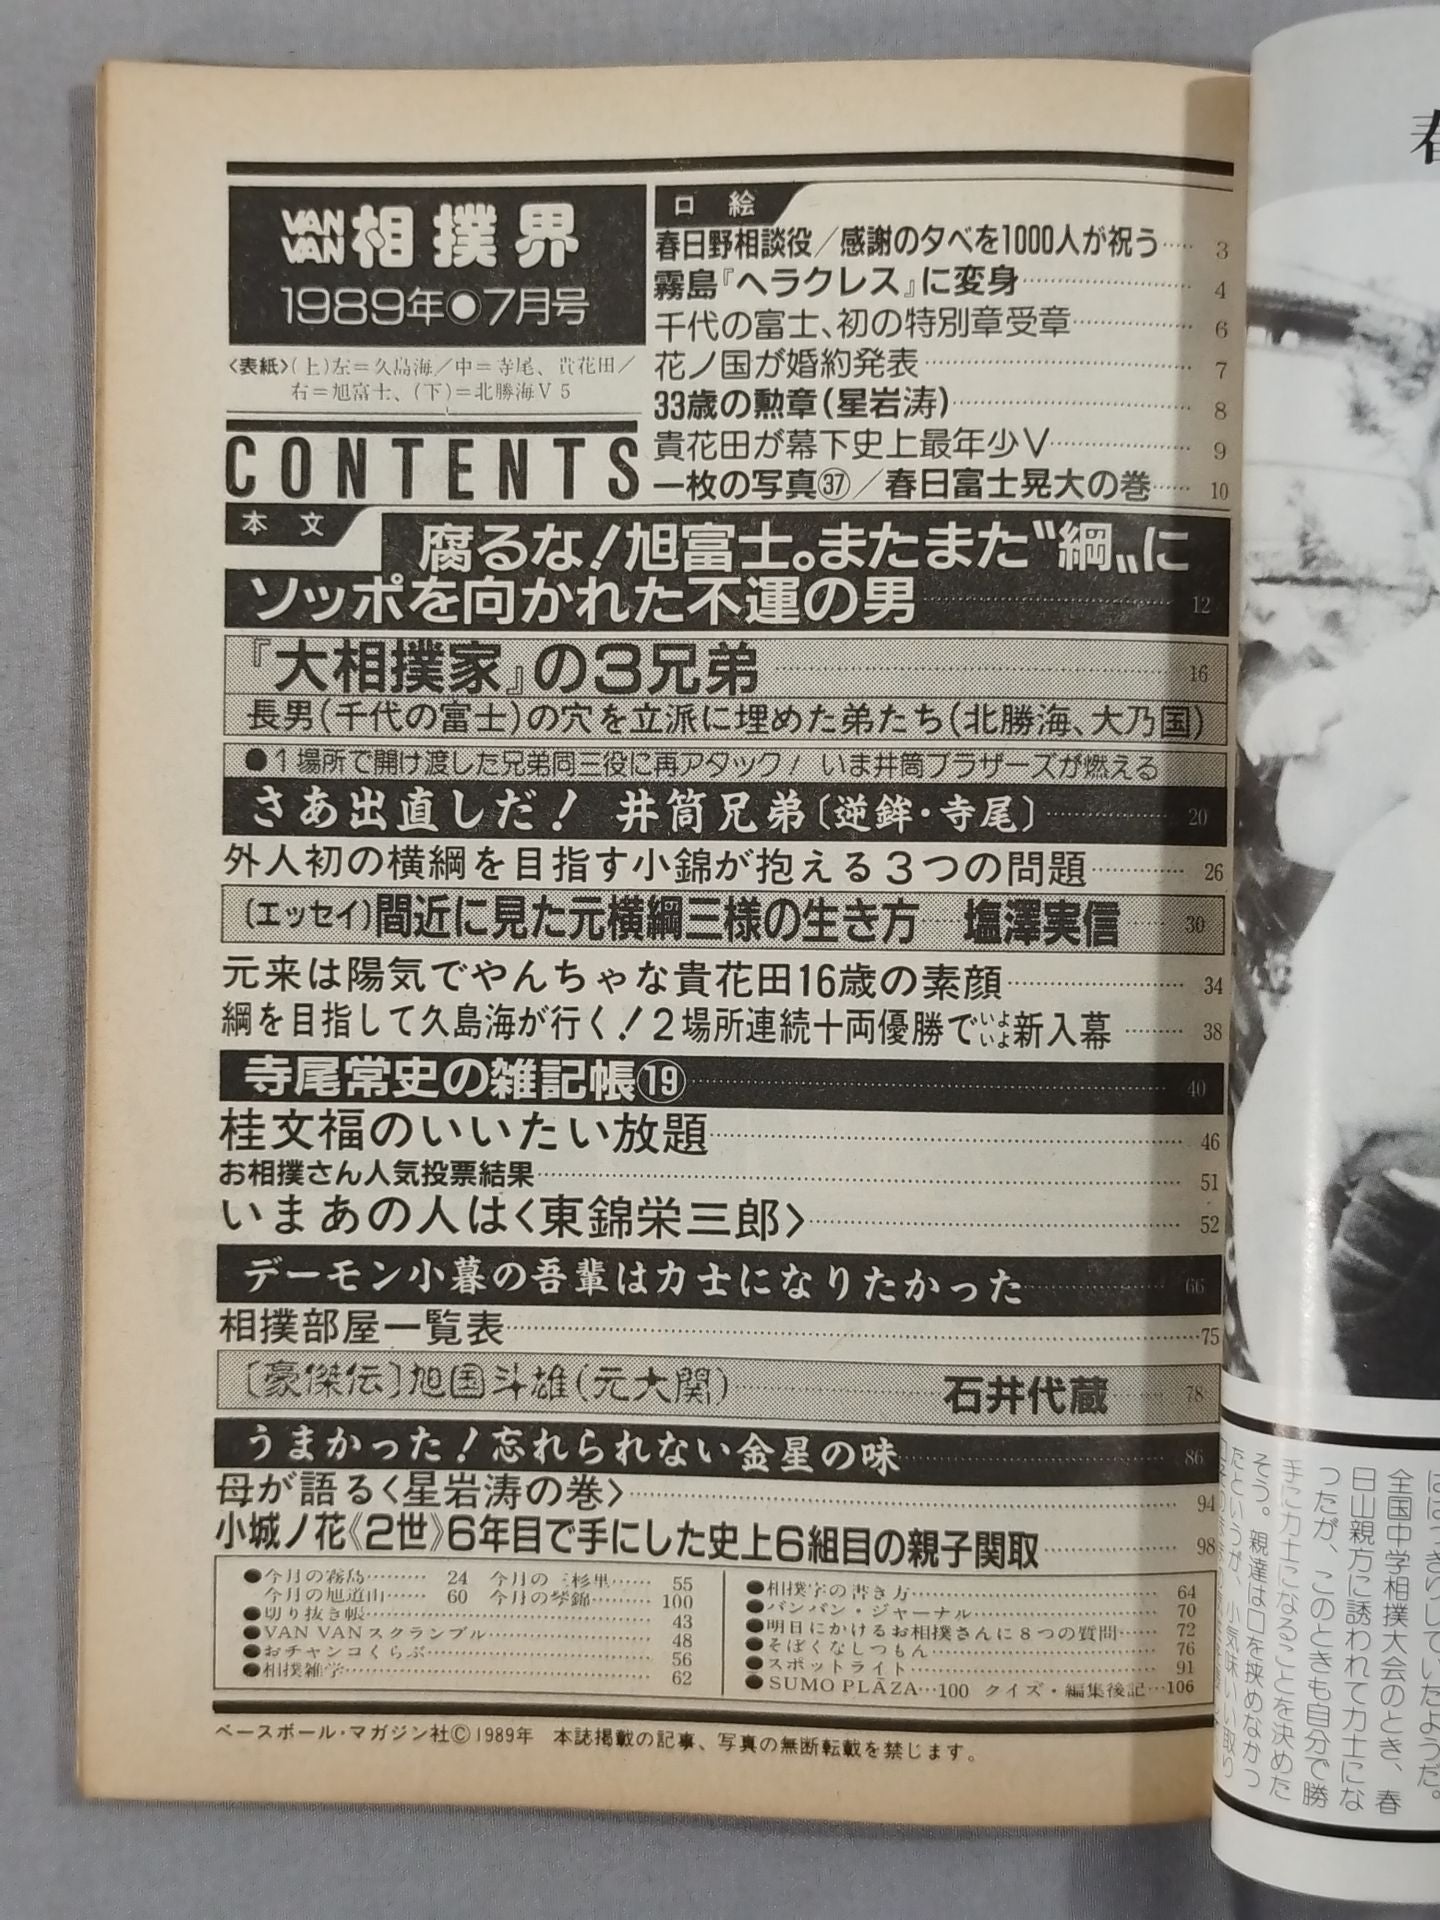 VAN VAN 相撲界
1989年●7月号
〈表紙〉(上)左＝久島海／中＝寺尾、貴花田／
右＝旭富士、(下)＝北勝海V5
CONTENTS
口絵
春日野相談役／感謝の夕べを1000人が祝う……3
霧島『ヘラクレス』に変身……4
千代の富士、初の特別章受章……6
花ノ国が婚約発表……7
33歳の勲章(星岩涛)……8
貴花田が幕下史上最年少V……9
一枚の写真㊲／春日富士晃大の巻……10
本文
腐るな！旭富士。またまた〝綱〟に
ソッポを向かれた不運の男……12
『大相撲家』の3兄弟……16
長男(千代の富士)の穴を立派に埋めた弟たち(北勝海、大乃国)
●1場所で開け渡した兄弟同三役に再アタック！ いま井筒ブラザーズが燃える
さあ出直しだ！ 井筒兄弟〔逆鉾・寺尾〕……20
外人初の横綱を目指す小錦が抱える3つの問題……26
(エッセイ)間近に見た元横綱三様の生き方 塩澤実信……30
元来は陽気でやんちゃな貴花田16歳の素顔……34
綱を目指して久島海が行く！2場所連続十両優勝でいよいよ新入幕……38
寺尾常史の雑記帳⑲……40
桂文福のいいたい放題……46
お相撲さん人気投票結果……51
いまあの人は〈東錦栄三郎〉……52
デーモン小暮の吾輩は力士になりたかった……66
相撲部屋一覧表……75
〔豪傑伝〕旭国斗雄(元大関)……石井代蔵……78
うまかった！忘れられない金星の味……86
母が語る〈星岩涛の巻〉……94
小城ノ花《2世》6年目で手にした史上6組目の親子関取……98
●今月の霧島……24 今月の三杉里……55
今月の旭道山……60 今月の琴錦……100
●切り抜き帳……43
●VAN VANスクランブル……48
●おチャンコくらぶ……56
●相撲雑学……62
●相撲字の書き方……64
●バンバン・ジャーナル……70
●明日にかけるお相撲さんに8つの質問……72
●そぼくなしつもん……76
●スポットライト……91
●SUMO PLAZA…100 クイズ・編集後記…106
ベースボール・マガジン社©1989年 本誌掲載の記事、写真の無断転載を禁じます。
春
ははっきりしていたようだ。
全国中学相撲大会のとき、春
日山親方に誘われて力士にな
ったが、このときも自分で勝
手に力士になることを決めた
そう。親達は口を挟めなかっ
たというが、小気味いい取り